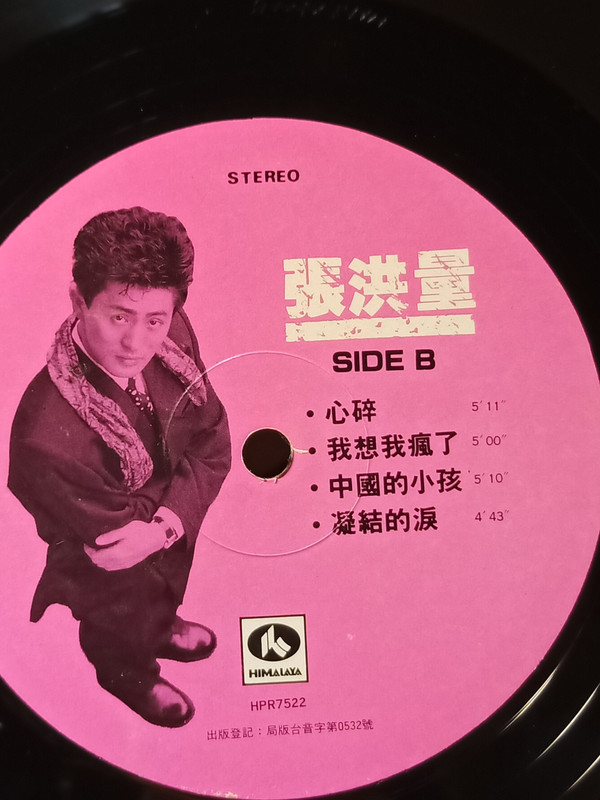 STEREO
張洪量
SIDE B
• 心碎 5'11"
• 我想我瘋了 5'00"
• 中國的小孩 5'10"
• 凝結的淚 4'43"
HIMALAYA
HPR7522
出版登記：局版台音字第0532號